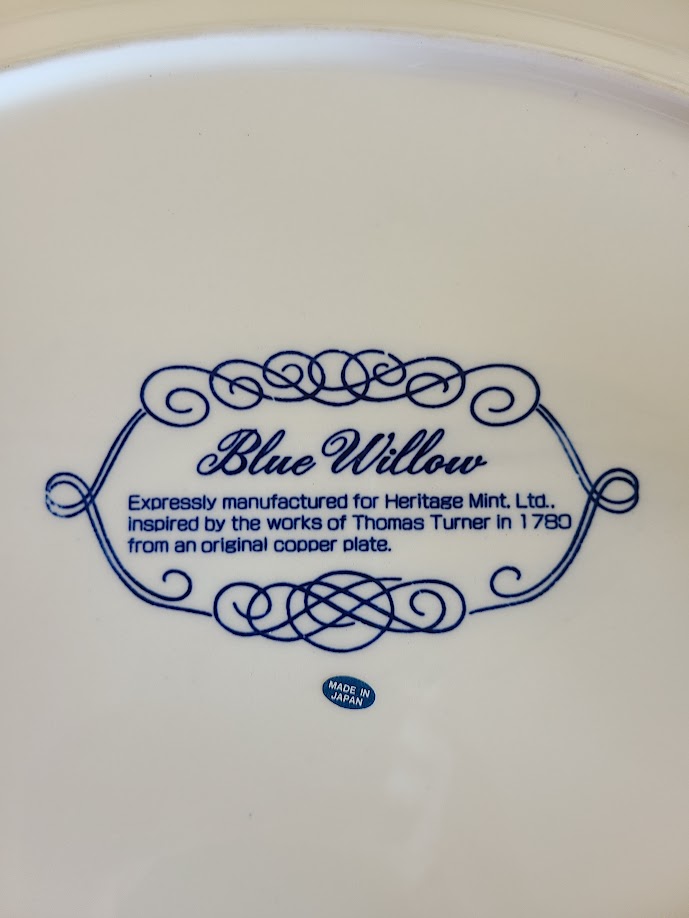 Blue Willow
Expressly manufactured for Heritage Mint, Ltd.,
inspired by the works of Thomas Turner in 1780
from an original copper plate.
MADE IN
JAPAN